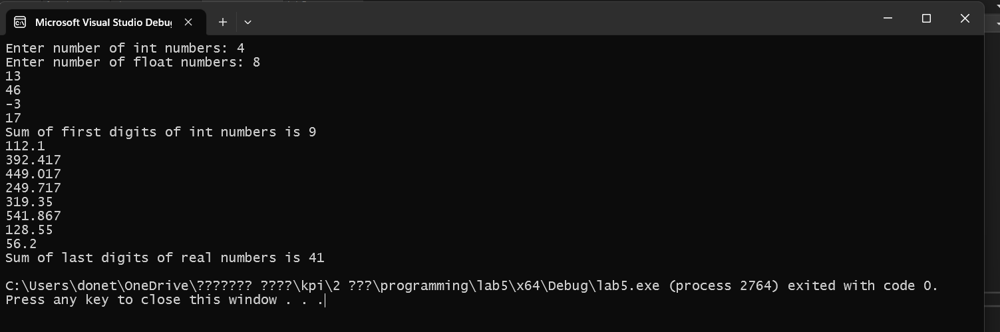 Microsoft Visual Studio Debu
Enter number of int numbers: 4
Enter number of float numbers: 8
13
46
-3
17
Sum of first digits of int numbers is 9
112.1
392.417
449.017
249.717
319.35
541.867
128.55
56.2
Sum of last digits of real numbers is 41
C:\Users\donet\OneDrive\??????? ????\kpi\2 ???\programming\lab5\x64\Debug\lab5.exe (process 2764) exited with code 0.
Press any key to close this window . . .